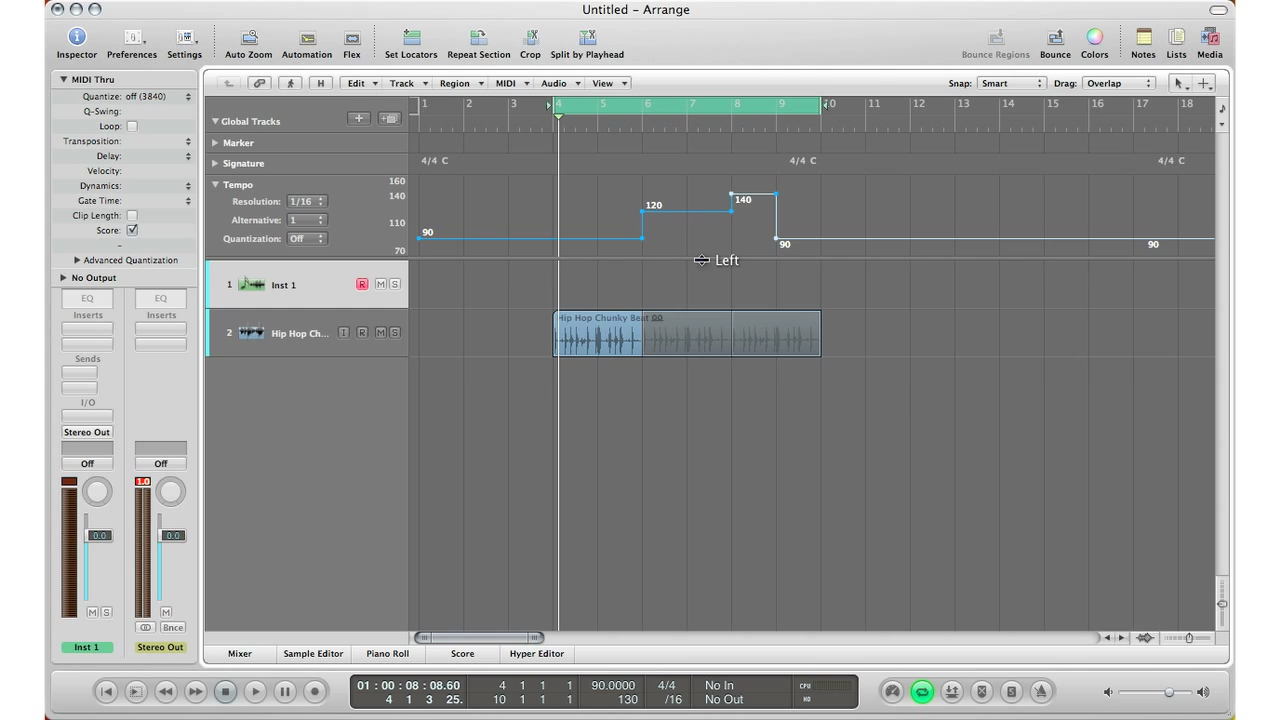 Untitled - Arrange
Inspector Preferences Settings Auto Zoom Automation Flex Set Locators Repeat Section Crop Split by Playhead Bounce Regions Bounce Colors Notes Lists Media
MIDI Thru
Quantize: off (3840)
Q-Swing:
Loop:
Transposition:
Delay:
Velocity:
Dynamics:
Gate Time:
Clip Length:
Score:
-
Advanced Quantization
No Output
EQ EQ
Inserts Inserts
Sends
I/O
Stereo Out
Off Off
1.0
0.0 0.0
M S M
Bnce
Inst 1 Stereo Out
H Edit Track Region MIDI Audio View Snap: Smart Drag: Overlap
1 2 3 4 5 6 7 8 9 10 11 12 13 14 15 16 17 18
Global Tracks
Marker
Signature 4/4 C 4/4 C 4/4 C
Tempo 160
Resolution: 1/16 140
Alternative: 1 110
Quantization: Off 70
90 120 140 90 90
Left
1 Inst 1 R M S
2 Hip Hop Ch... I R M S
Hip Hop Chunky Beat
Mixer Sample Editor Piano Roll Score Hyper Editor
01 : 00 : 08 : 08.60 4 1 1 1 90.0000 4/4 No In CPU
4 1 3 25. 10 1 1 1 130 /16 No Out HD